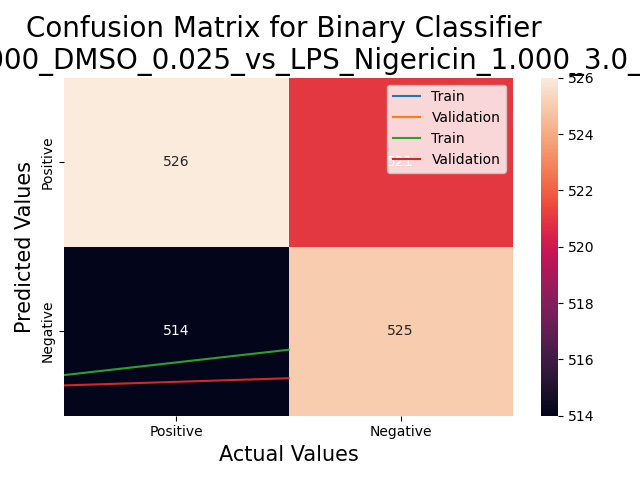 Confusion Matrix for Binary Classifier
000_DMSO_0.025_vs_LPS_Nigericin_1.000_3.0_
Train
Validation
Train
Validation
526
521
514
525
Positive
Negative
Predicted Values
Positive
Negative
Actual Values
526
524
522
520
518
516
514